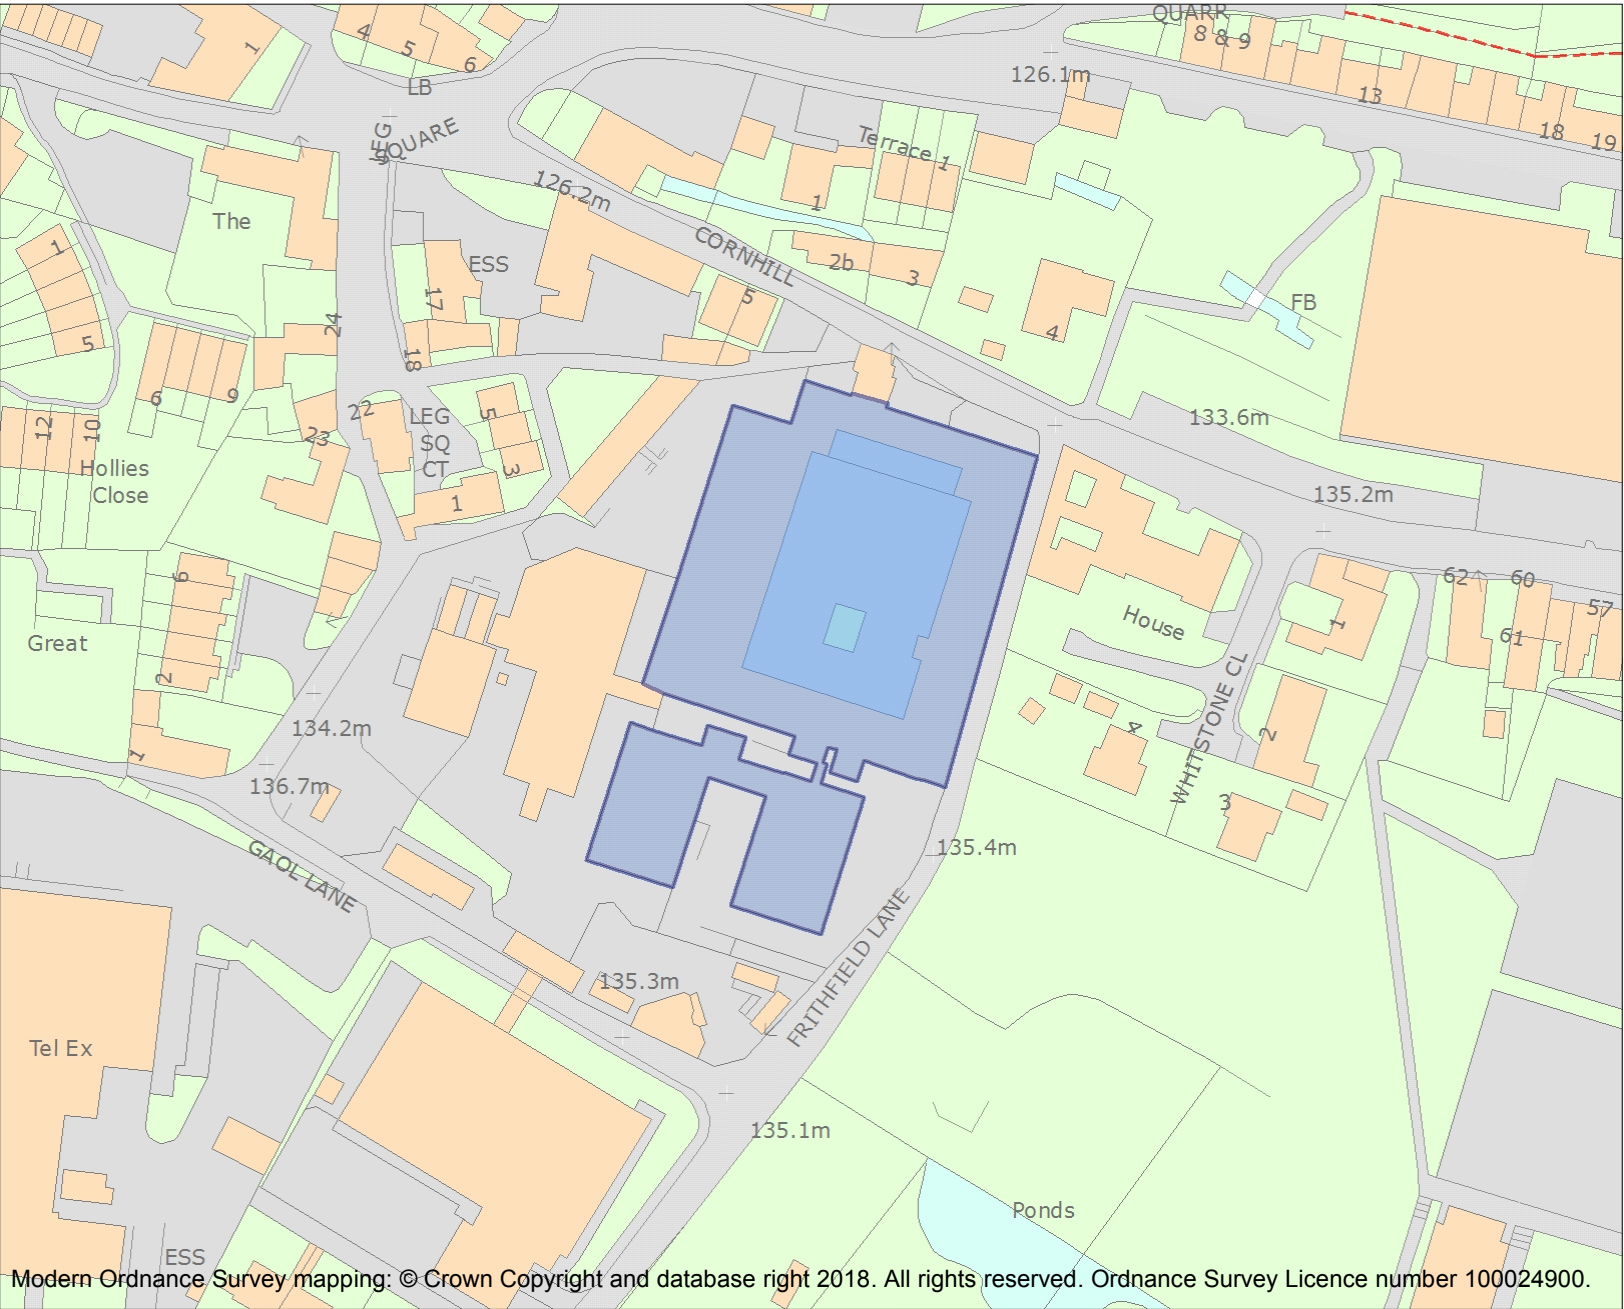 QUARR
8 & 9
4
5
6
1
LB
126.1m
13
18
19
LEG
SQUARE
Terrace 1
126.2m
1
The
CORNHILL
2b
3
1
ESS
17
5
FB
24
4
5
18
6
9
22
5
LEG
SQ
CT
133.6m
12
10
23
3
Hollies
Close
1
135.2m
6
62
60
57
61
House
1
Great
2
134.2m
4
WHITSTONE CL
2
1
136.7m
3
GAOL LANE
135.4m
135.3m
FRITHFIELD LANE
Tel Ex
135.1m
Ponds
ESS
Modern Ordnance Survey mapping: © Crown Copyright and database right 2018. All rights reserved. Ordnance Survey Licence number 100024900.